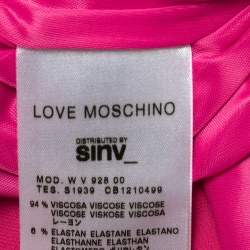 LOVE MOSCHINO
DISTRIBUTED BY
sinv_
MOD. W V 928 00
TES. S1939 CB1210499
94 % VISCOSA VISCOSE VISCOSE
VISCOSE VISCOSA VISCOSE
レーヨン
6 % ELASTAN ELASTANE ELASTANO
ELASTHANNE ELASTHAN